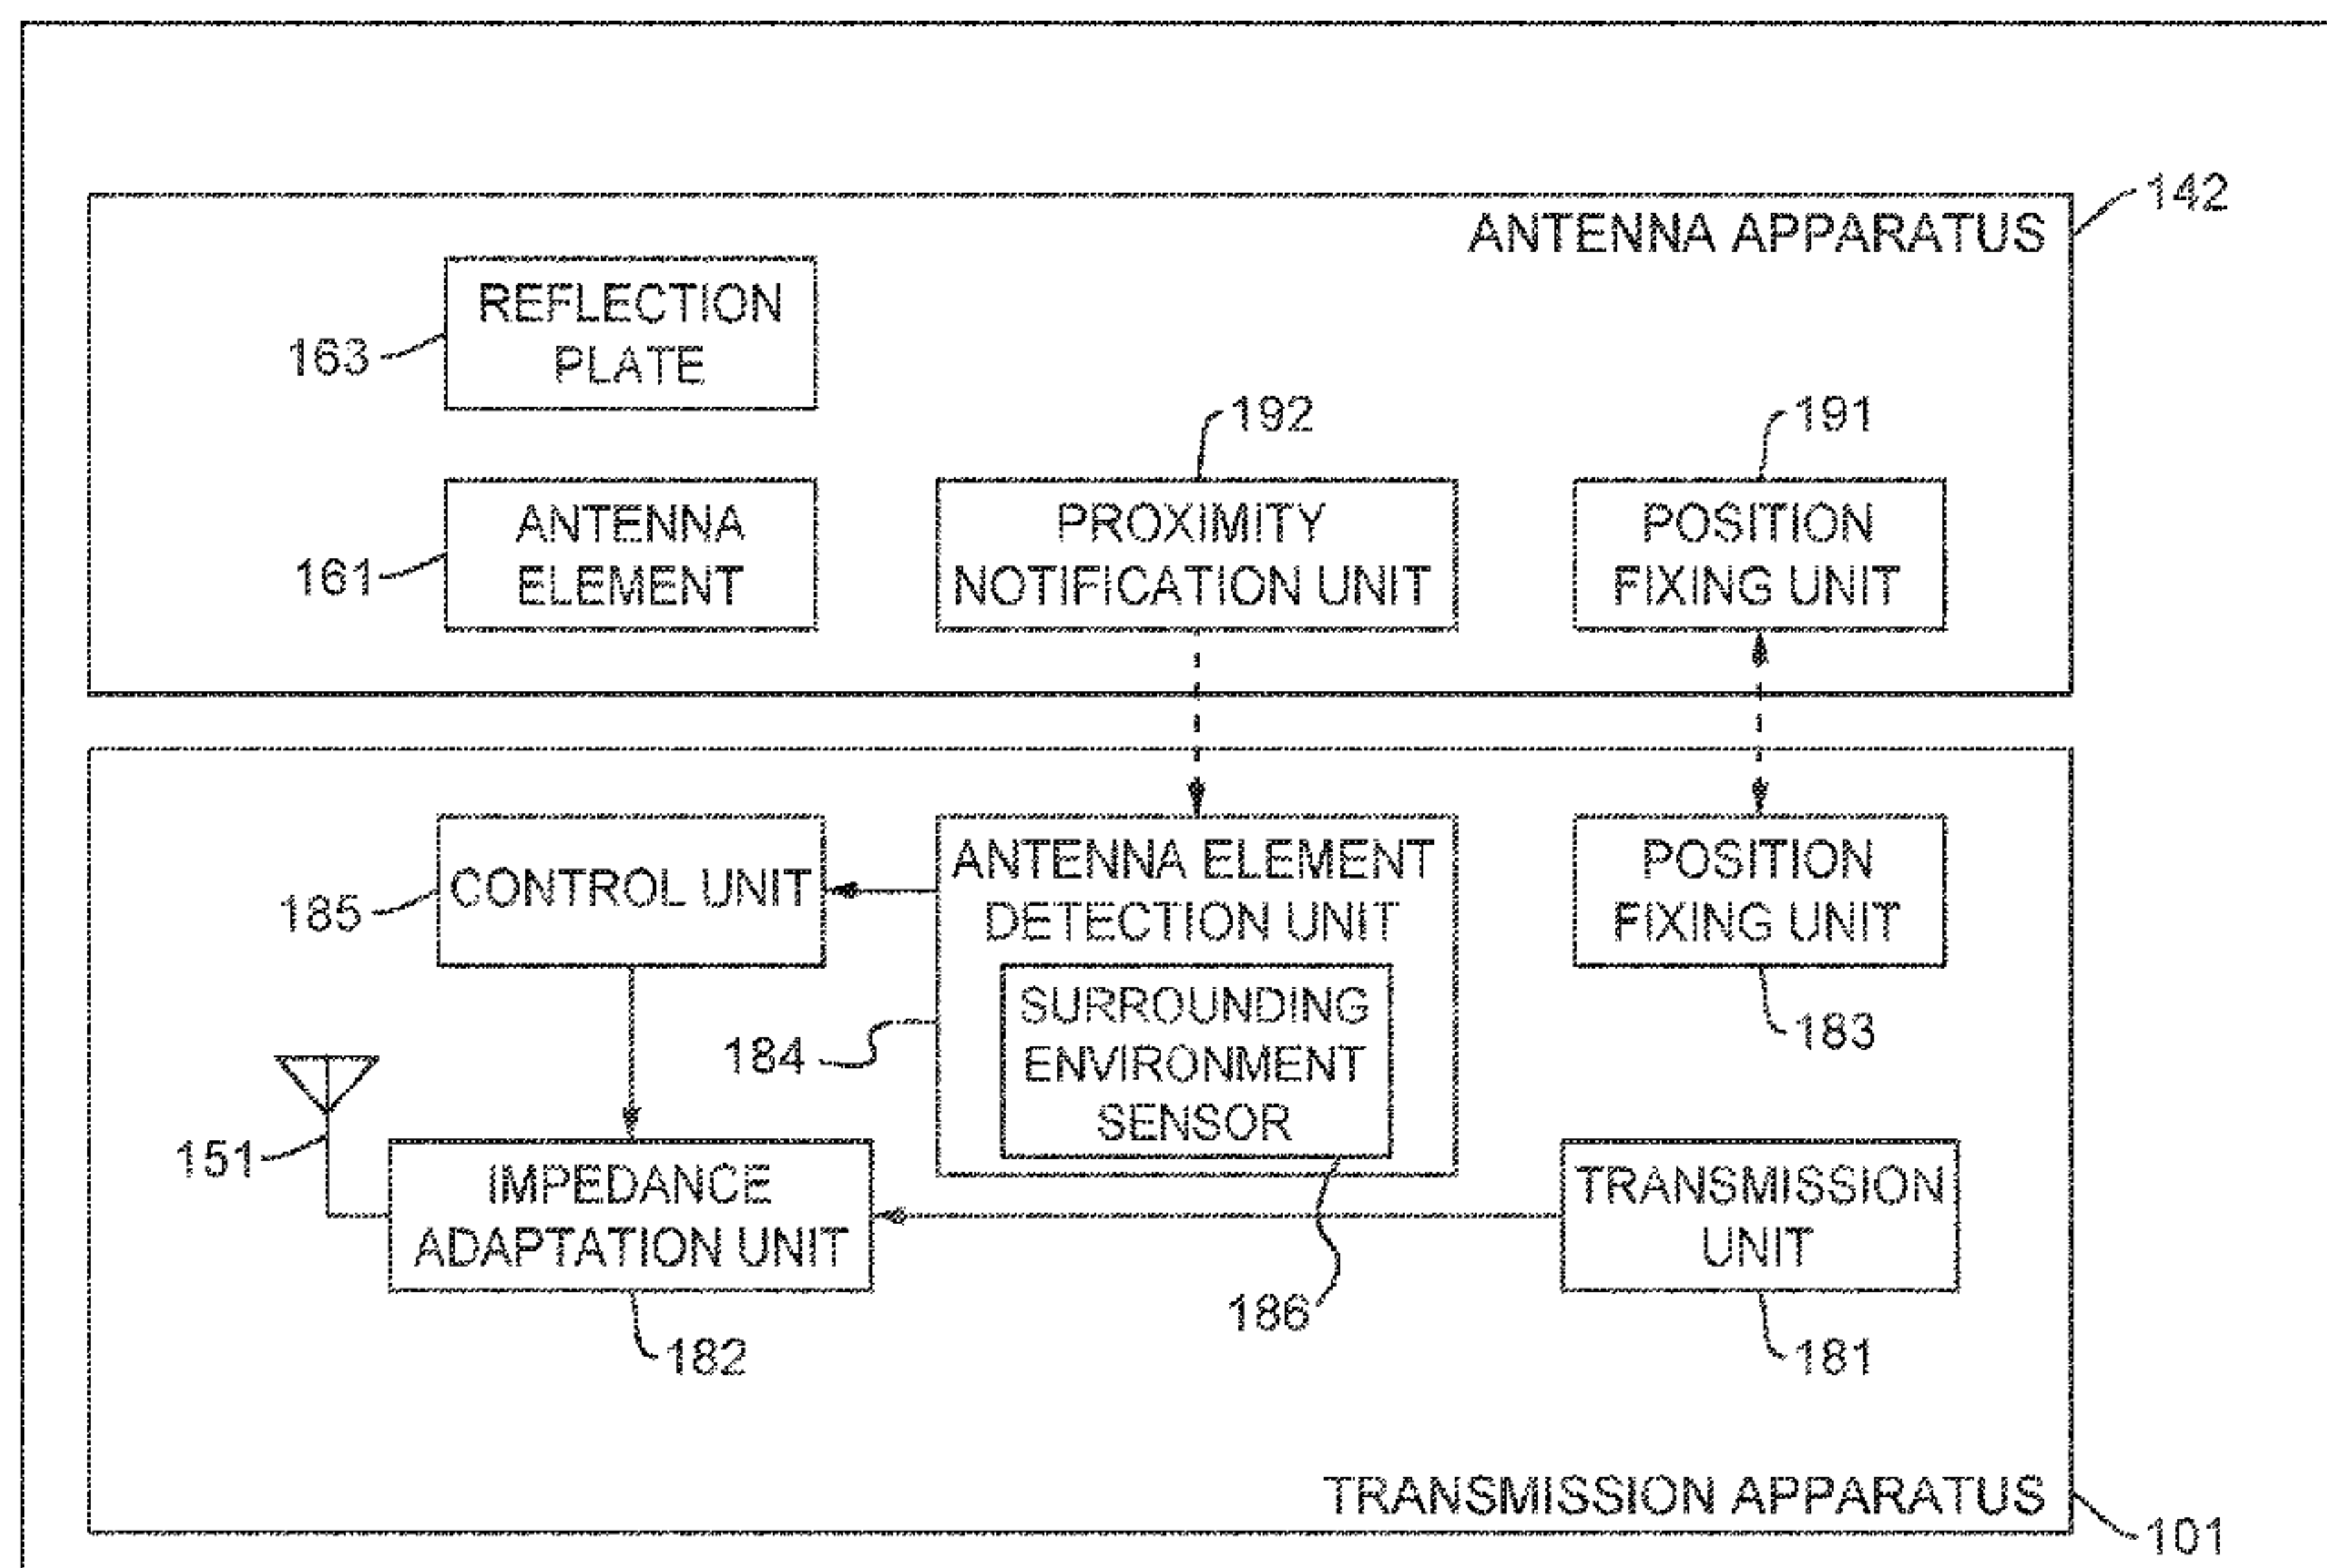 142
ANTENNA APPARATUS
REFLECTION
PLATE
163
192
191
ANTENNA
ELEMENT
161
PROXIMITY
NOTIFICATION UNIT
POSITION
FIXING UNIT
CONTROL UNIT
185
ANTENNA ELEMENT
DETECTION UNIT
SURROUNDING
ENVIRONMENT
SENSOR
184
POSITION
FIXING UNIT
183
151
IMPEDANCE
ADAPTATION UNIT
182
186
TRANSMISSION
UNIT
181
TRANSMISSION APPARATUS
101